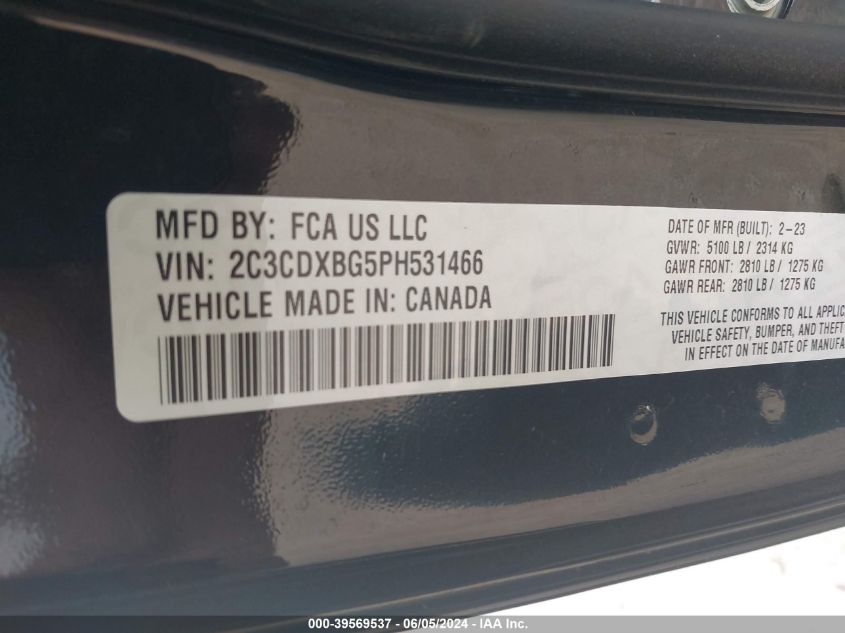 MFD BY: FCA US LLC
VIN: 2C3CDXBG5PH531466
VEHICLE MADE IN: CANADA
DATE OF MFR (BUILT): 2-23
GVWR: 5100 LB / 2314 KG
GAWR FRONT: 2810 LB / 1275 KG
GAWR REAR: 2810 LB / 1275 KG
THIS VEHICLE CONFORMS TO ALL APPLIC
VEHICLE SAFETY, BUMPER, AND THEFT
IN EFFECT ON THE DATE OF MANUFA
000-39569537 - 06/05/2024 - IAA Inc.